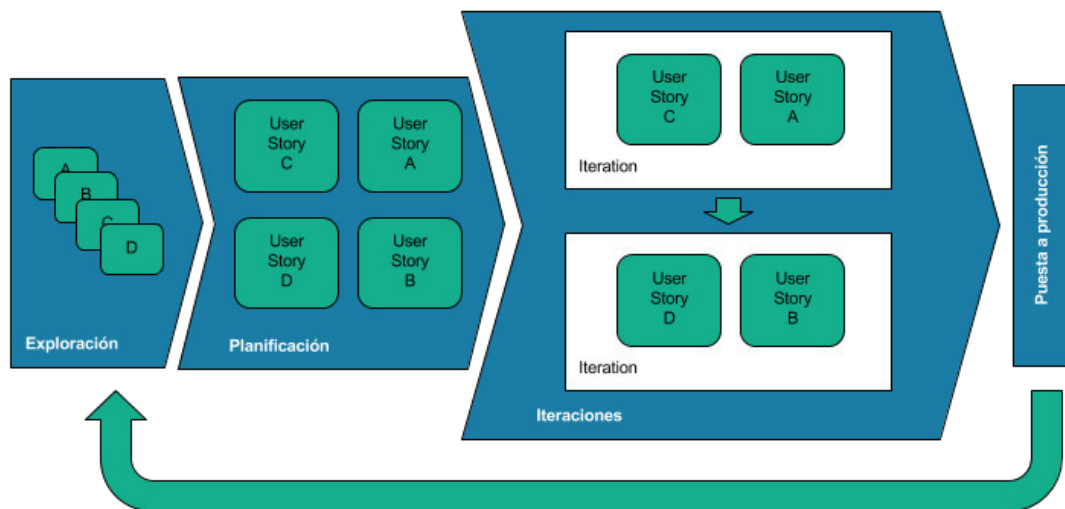 A
B
C
D
Exploración
User
Story
C
User
Story
A
User
Story
D
User
Story
B
Planificación
User
Story
C
User
Story
A
Iteration
User
Story
D
User
Story
B
Iteration
Iteraciones
Puesta a producción